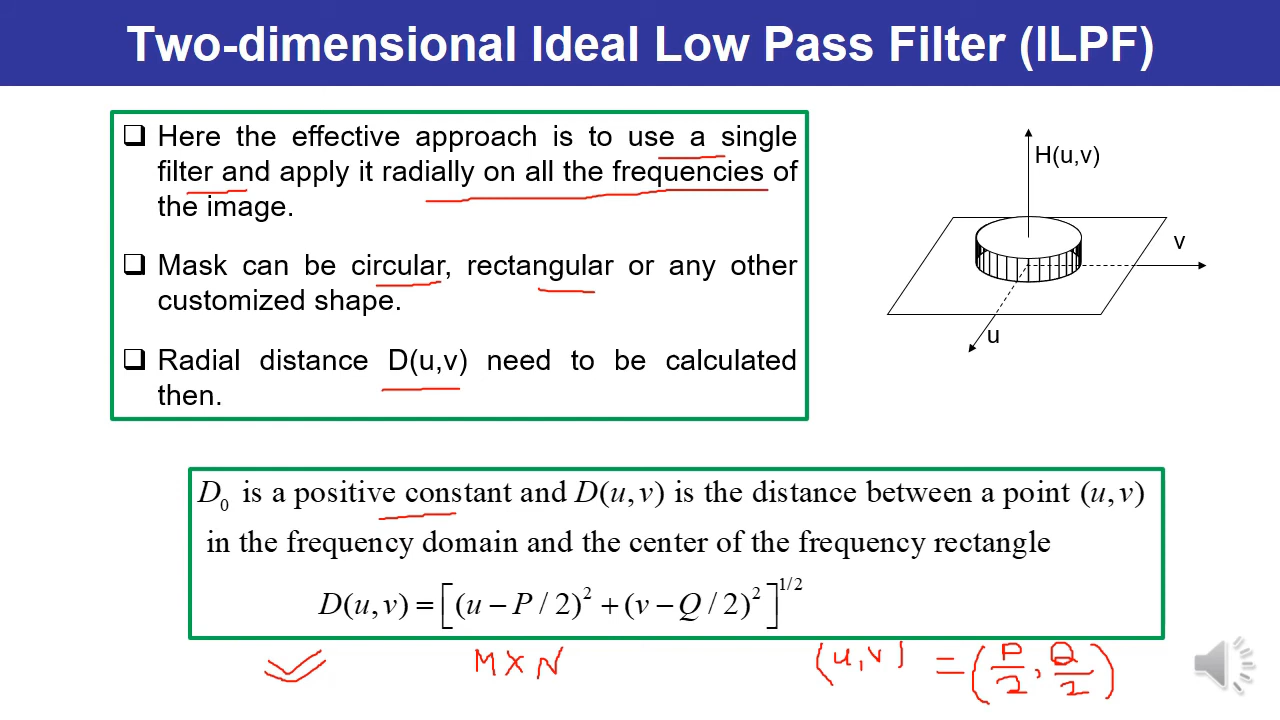 Two-dimensional Ideal Low Pass Filter (ILPF)
❑ Here the effective approach is to use a single
filter and apply it radially on all the frequencies of
the image.
❑ Mask can be circular, rectangular or any other
customized shape.
❑ Radial distance D(u,v) need to be calculated
then.
H(u,v)
v
u
D₀ is a positive constant and D(u, v) is the distance between a point (u, v)
in the frequency domain and the center of the frequency rectangle
D(u, v) = [(u − P / 2)² + (v − Q / 2)²]^1/2
M X N
(u,v) = (P/2, Q/2)